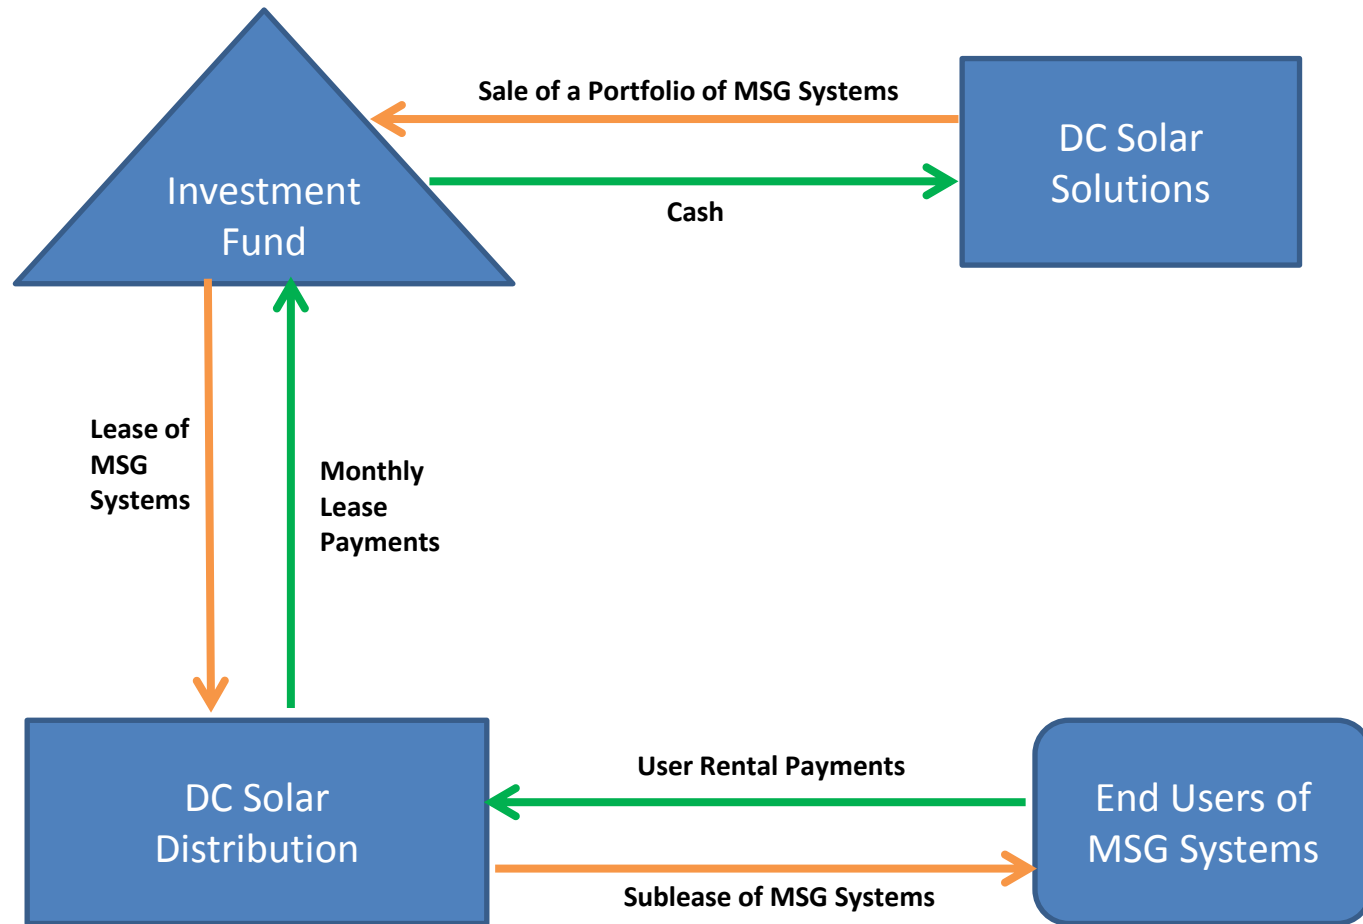 Sale of a Portfolio of MSG Systems
DC Solar
Solutions
Investment
Fund
Cash
Lease of
MSG
Systems
Monthly
Lease
Payments
User Rental Payments
DC Solar
Distribution
End Users of
MSG Systems
Sublease of MSG Systems